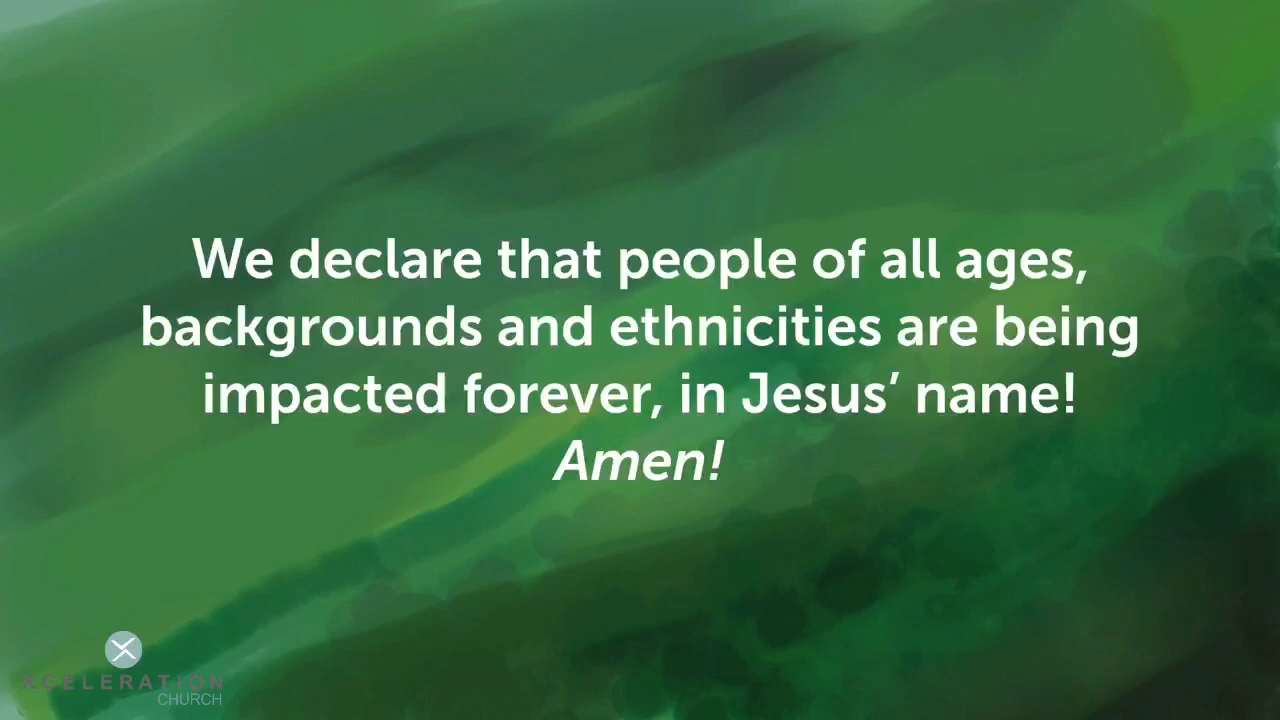 We declare that people of all ages,
backgrounds and ethnicities are being
impacted forever, in Jesus’ name!
Amen!
XCELERATION
CHURCH